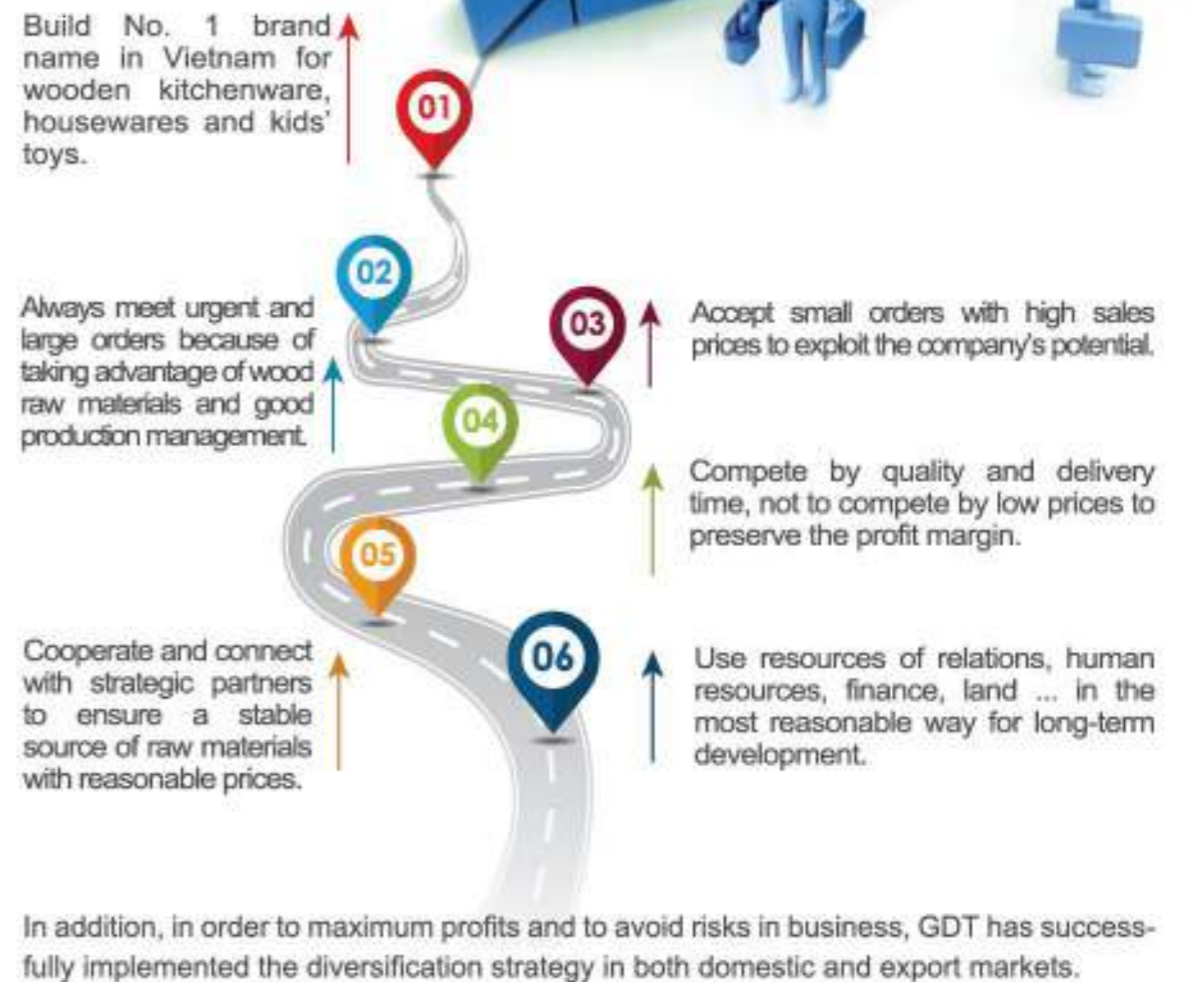 Build No. 1 brand
name in Vietnam for
wooden kitchenware,
housewares and kids'
toys.
01
02
Always meet urgent and
large orders because of
taking advantage of wood
raw materials and good
production management.
03
Accept small orders with high sales
prices to exploit the company's potential.
04
Compete by quality and delivery
time, not to compete by low prices to
preserve the profit margin.
05
Cooperate and connect
with strategic partners
to ensure a stable
source of raw materials
with reasonable prices.
06
Use resources of relations, human
resources, finance, land ... in the
most reasonable way for long-term
development.
In addition, in order to maximum profits and to avoid risks in business, GDT has success-
fully implemented the diversification strategy in both domestic and export markets.